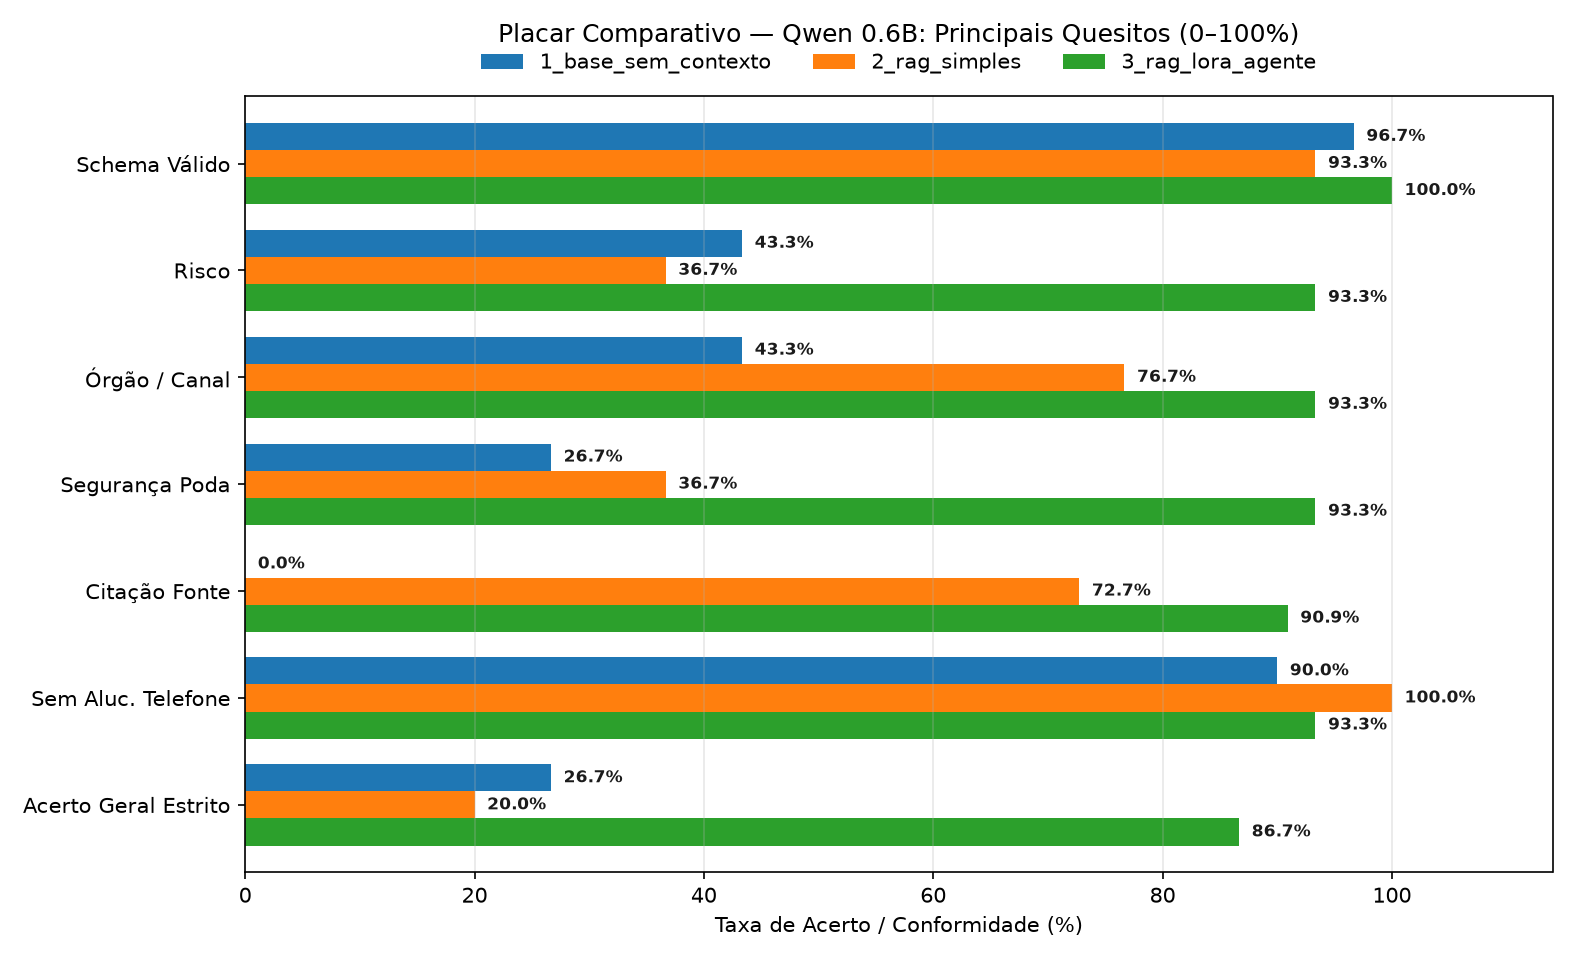 Placar Comparativo — Qwen 0.6B: Principais Quesitos (0–100%)
1_base_sem_contexto 2_rag_simples 3_rag_lora_agente
96.7%
Schema Válido 93.3%
100.0%
43.3%
Risco 36.7%
93.3%
43.3%
Órgão / Canal 76.7%
93.3%
26.7%
Segurança Poda 36.7%
93.3%
0.0%
Citação Fonte 72.7%
90.9%
90.0%
Sem Aluc. Telefone 100.0%
93.3%
26.7%
Acerto Geral Estrito 20.0%
86.7%
0 20 40 60 80 100
Taxa de Acerto / Conformidade (%)